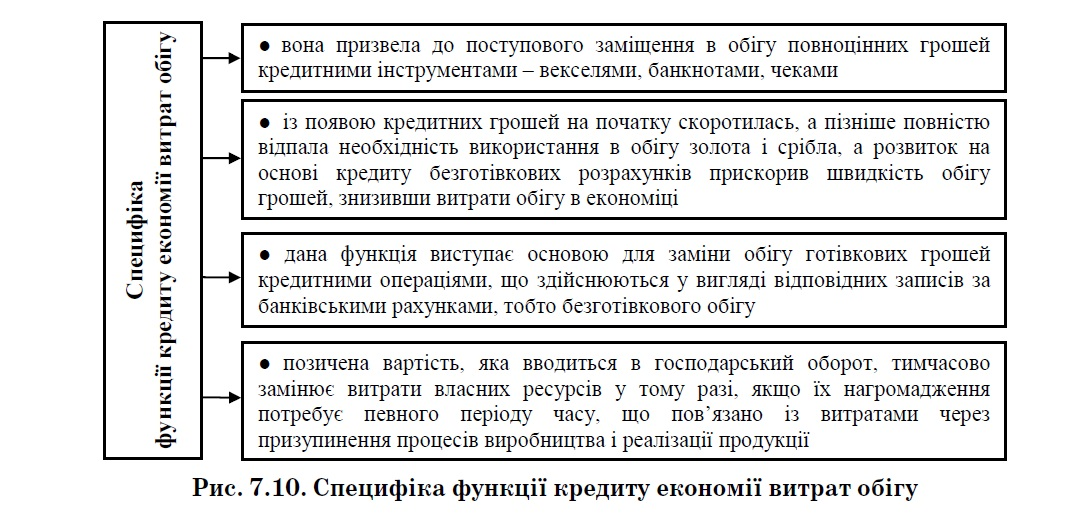 Специфіка
функції кредиту економії витрат обігу
● вона призвела до поступового заміщення в обігу повноцінних грошей
кредитними інструментами – векселями, банкнотами, чеками
● із появою кредитних грошей на початку скоротилась, а пізніше повністю
відпала необхідність використання в обігу золота і срібла, а розвиток на
основі кредиту безготівкових розрахунків прискорив швидкість обігу
грошей, знизивши витрати обігу в економіці
● дана функція виступає основою для заміни обігу готівкових грошей
кредитними операціями, що здійснюються у вигляді відповідних записів за
банківськими рахунками, тобто безготівкового обігу
● позичена вартість, яка вводиться в господарський оборот, тимчасово
замінює витрати власних ресурсів у тому разі, якщо їх нагромадження
потребує певного періоду часу, що пов’язано із витратами через
призупинення процесів виробництва і реалізації продукції
Рис. 7.10. Специфіка функції кредиту економії витрат обігу